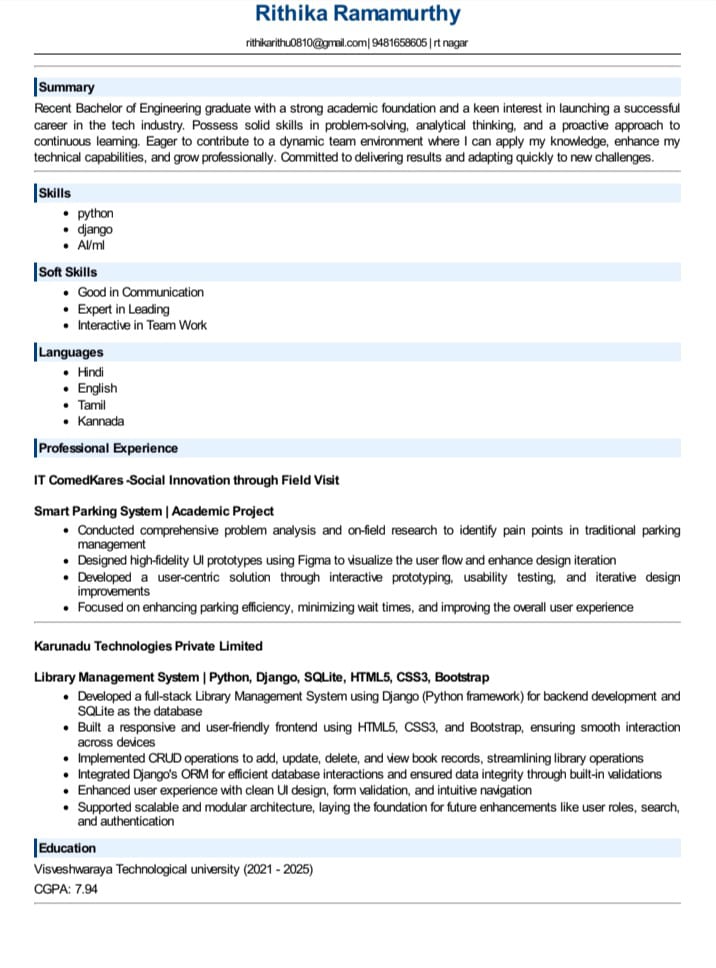 Rithika Ramamurthy
rithikarithu0810@gmail.com| 9481658605 | rt nagar
Summary
Recent Bachelor of Engineering graduate with a strong academic foundation and a keen interest in launching a successful
career in the tech industry. Possess solid skills in problem-solving, analytical thinking, and a proactive approach to
continuous learning. Eager to contribute to a dynamic team environment where I can apply my knowledge, enhance my
technical capabilities, and grow professionally. Committed to delivering results and adapting quickly to new challenges.
Skills
• python
• django
• AI/ml
Soft Skills
• Good in Communication
• Expert in Leading
• Interactive in Team Work
Languages
• Hindi
• English
• Tamil
• Kannada
Professional Experience
IT ComedKares -Social Innovation through Field Visit
Smart Parking System | Academic Project
• Conducted comprehensive problem analysis and on-field research to identify pain points in traditional parking
management
• Designed high-fidelity UI prototypes using Figma to visualize the user flow and enhance design iteration
• Developed a user-centric solution through interactive prototyping, usability testing, and iterative design
improvements
• Focused on enhancing parking efficiency, minimizing wait times, and improving the overall user experience
Karunadu Technologies Private Limited
Library Management System | Python, Django, SQLite, HTML5, CSS3, Bootstrap
• Developed a full-stack Library Management System using Django (Python framework) for backend development and
SQLite as the database
• Built a responsive and user-friendly frontend using HTML5, CSS3, and Bootstrap, ensuring smooth interaction
across devices
• Implemented CRUD operations to add, update, delete, and view book records, streamlining library operations
• Integrated Django's ORM for efficient database interactions and ensured data integrity through built-in validations
• Enhanced user experience with clean UI design, form validation, and intuitive navigation
• Supported scalable and modular architecture, laying the foundation for future enhancements like user roles, search,
and authentication
Education
Visveshwaraya Technological university (2021 - 2025)
CGPA: 7.94